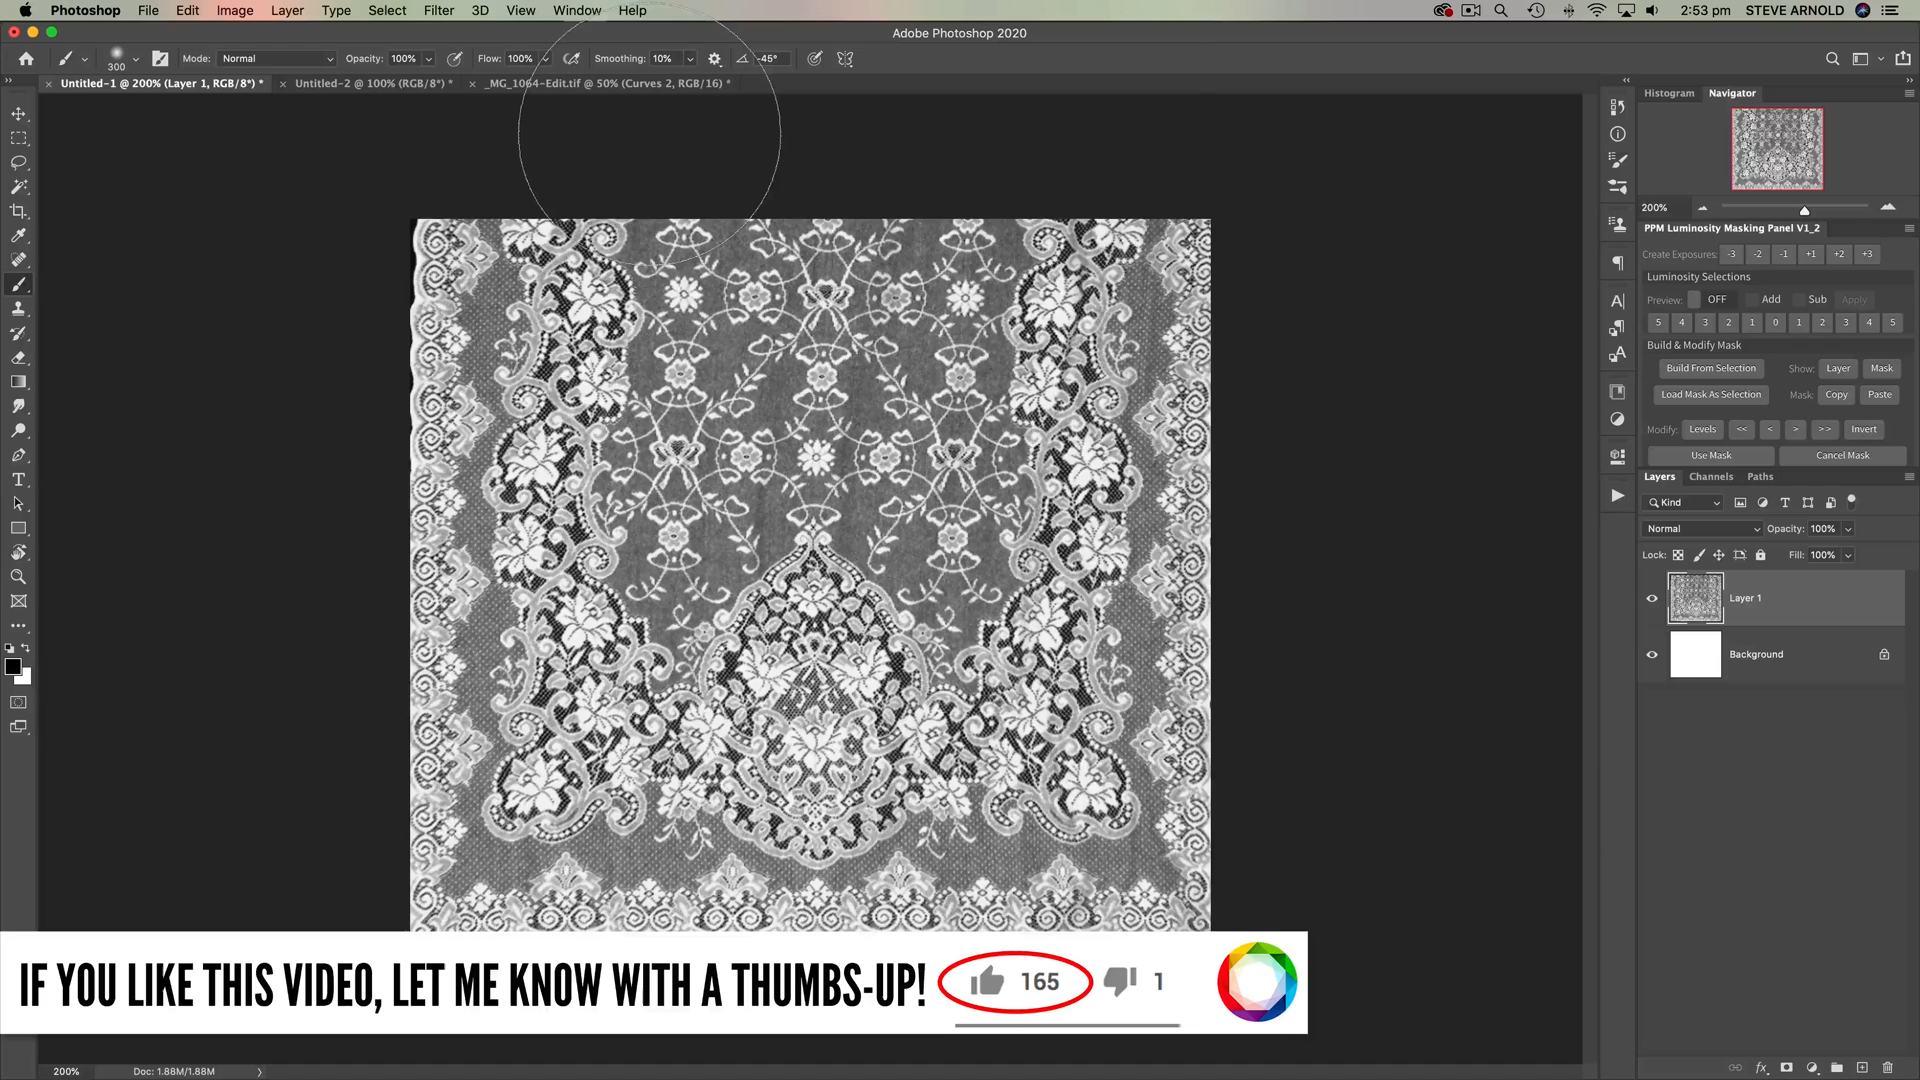 Photoshop File Edit Image Layer Type Select Filter 3D View Window Help 2:53 pm STEVE ARNOLD
Adobe Photoshop 2020
300 Mode: Normal Opacity: 100% Flow: 100% Smoothing: 10% -45°
Untitled-1 @ 200% (Layer 1, RGB/8*) * Untitled-2 @ 100% (RGB/8*) * _MG_1064-Edit.tif @ 50% (Curves 2, RGB/16) *
Histogram Navigator
200%
PPM Luminosity Masking Panel V1_2
Create Exposures: -3 -2 -1 +1 +2 +3
Luminosity Selections
Preview: OFF Add Sub Apply
5 4 3 2 1 0 1 2 3 4 5
Build & Modify Mask
Build From Selection Show: Layer Mask
Load Mask As Selection Mask: Copy Paste
Modify: Levels << < > >> Invert
Use Mask Cancel Mask
Layers Channels Paths
Kind
Normal Opacity: 100%
Lock: Fill: 100%
Layer 1
Background
IF YOU LIKE THIS VIDEO, LET ME KNOW WITH A THUMBS-UP! 165 1
200% Doc: 1.88M/1.88M